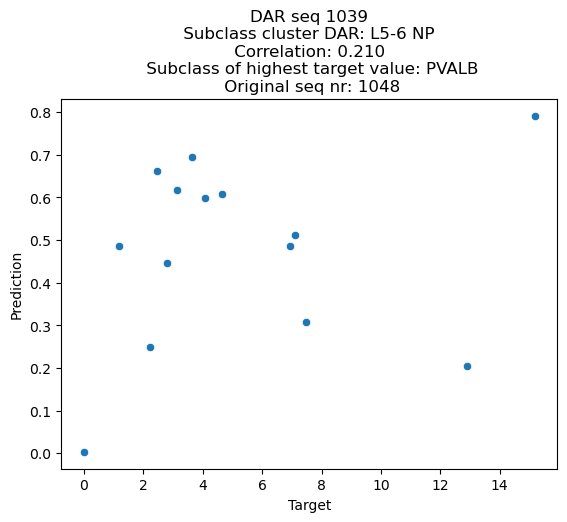 DAR seq 1039
Subclass cluster DAR: L5-6 NP
Correlation: 0.210
Subclass of highest target value: PVALB
Original seq nr: 1048
0.8
0.7
0.6
0.5
0.4
0.3
0.2
0.1
0.0
Prediction
0 2 4 6 8 10 12 14
Target